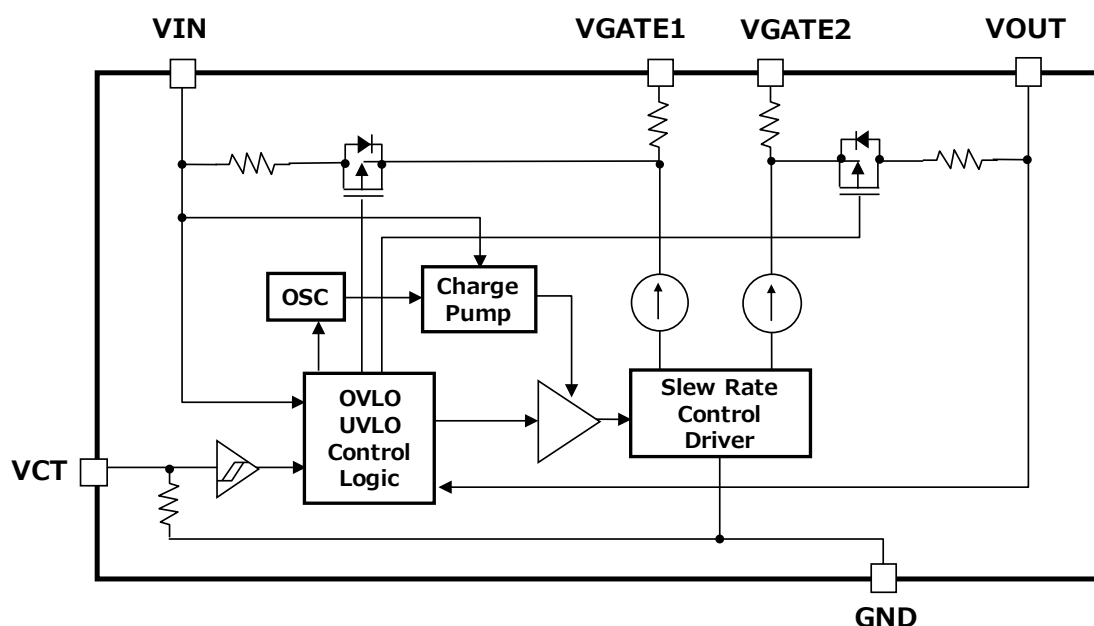 VIN
VGATE1
VGATE2
VOUT
OSC
Charge
Pump
OVLO
UVLO
Control
Logic
Slew Rate
Control
Driver
VCT
GND